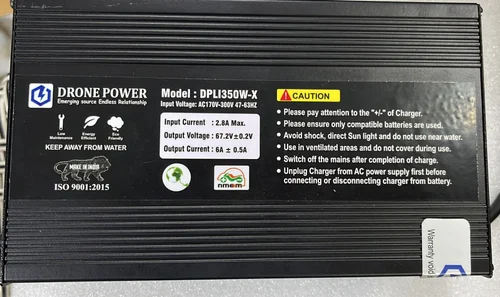 DRONE POWER
Emerging source Endless Relationship
Low Maintenance
Energy Efficient
Eco Friendly
KEEP AWAY FROM WATER
MAKE IN INDIA
ISO 9001:2015
Model : DPLI350W-X
Input Voltage: AC170V-300V 47-63HZ
Input Current : 2.8A Max.
Output Voltage : 67.2V±0.2V
Output Current : 6A ± 0.5A
nmem
CAUTION
Please pay attention to the "+/-" of Charger.
Please ensure only compatible batteries are used.
Avoid shock, direct Sun light and do not use near water.
Use in ventilated areas and do not cover during use.
Switch off the mains after completion of charge.
Unplug Charger from AC power supply first before
connecting or disconnecting charger from battery.
Warranty void